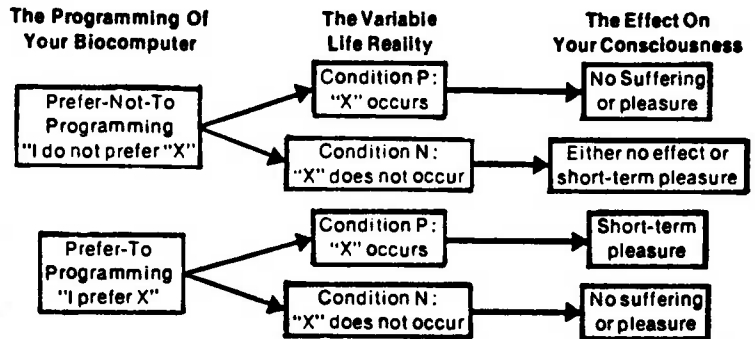 The Programming Of
Your Biocomputer
The Variable
Life Reality
The Effect On
Your Consciousness
Prefer-Not-To
Programming
"I do not prefer "X"
Condition P:
"X" occurs
No Suffering
or pleasure
Condition N:
"X" does not occur
Either no effect or
short-term pleasure
Prefer-To
Programming
"I prefer X"
Condition P:
"X" occurs
Short-term
pleasure
Condition N:
"X" does not occur
No suffering
or pleasure